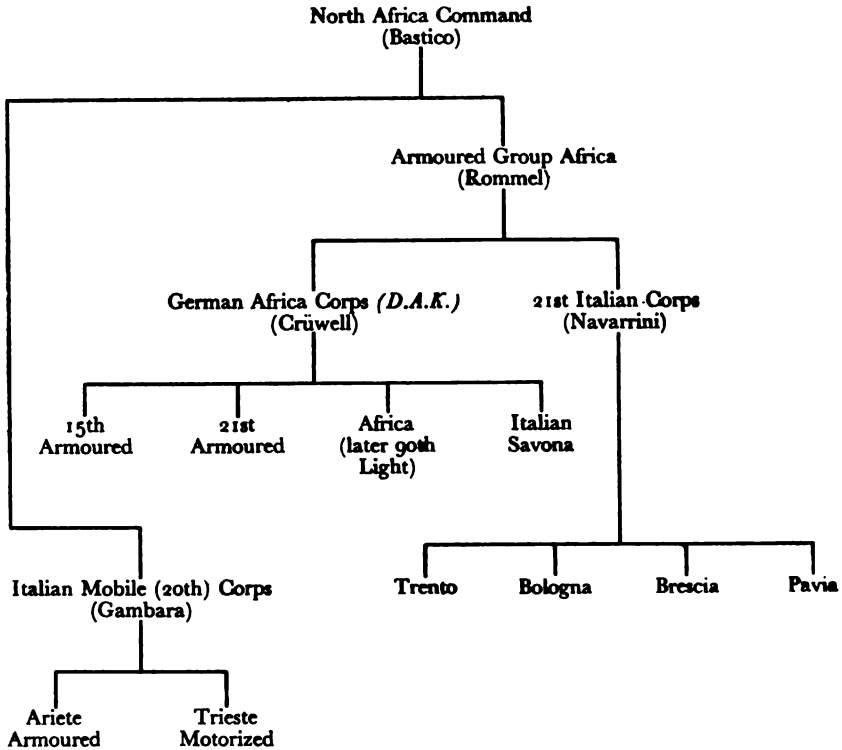 North Africa Command
(Bastico)
Armoured Group Africa
(Rommel)
German Africa Corps (D.A.K.)
(Crüwell)
21st Italian Corps
(Navarrini)
15th
Armoured
21st
Armoured
Africa
(later 90th
Light)
Italian
Savona
Italian Mobile (20th) Corps
(Gambara)
Trento
Bologna
Brescia
Pavia
Ariete
Armoured
Trieste
Motorized